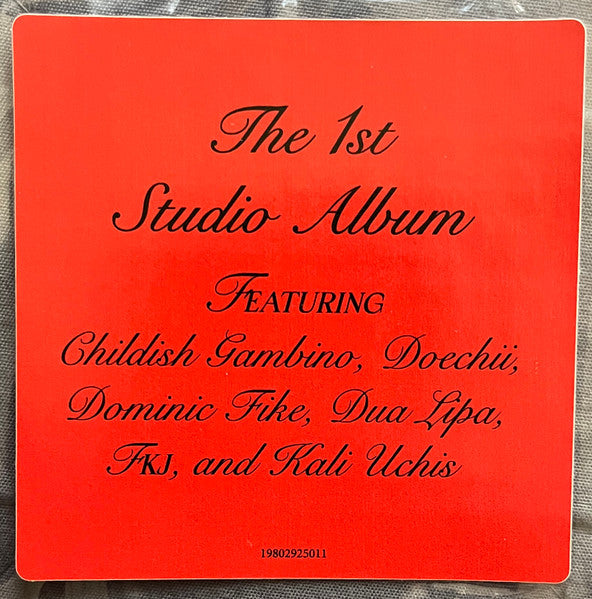 The 1st
Studio Album
FEATURING
Childish Gambino, Doechii,
Dominic Fike, Dua Lipa,
FKJ, and Kali Uchis
19802925011